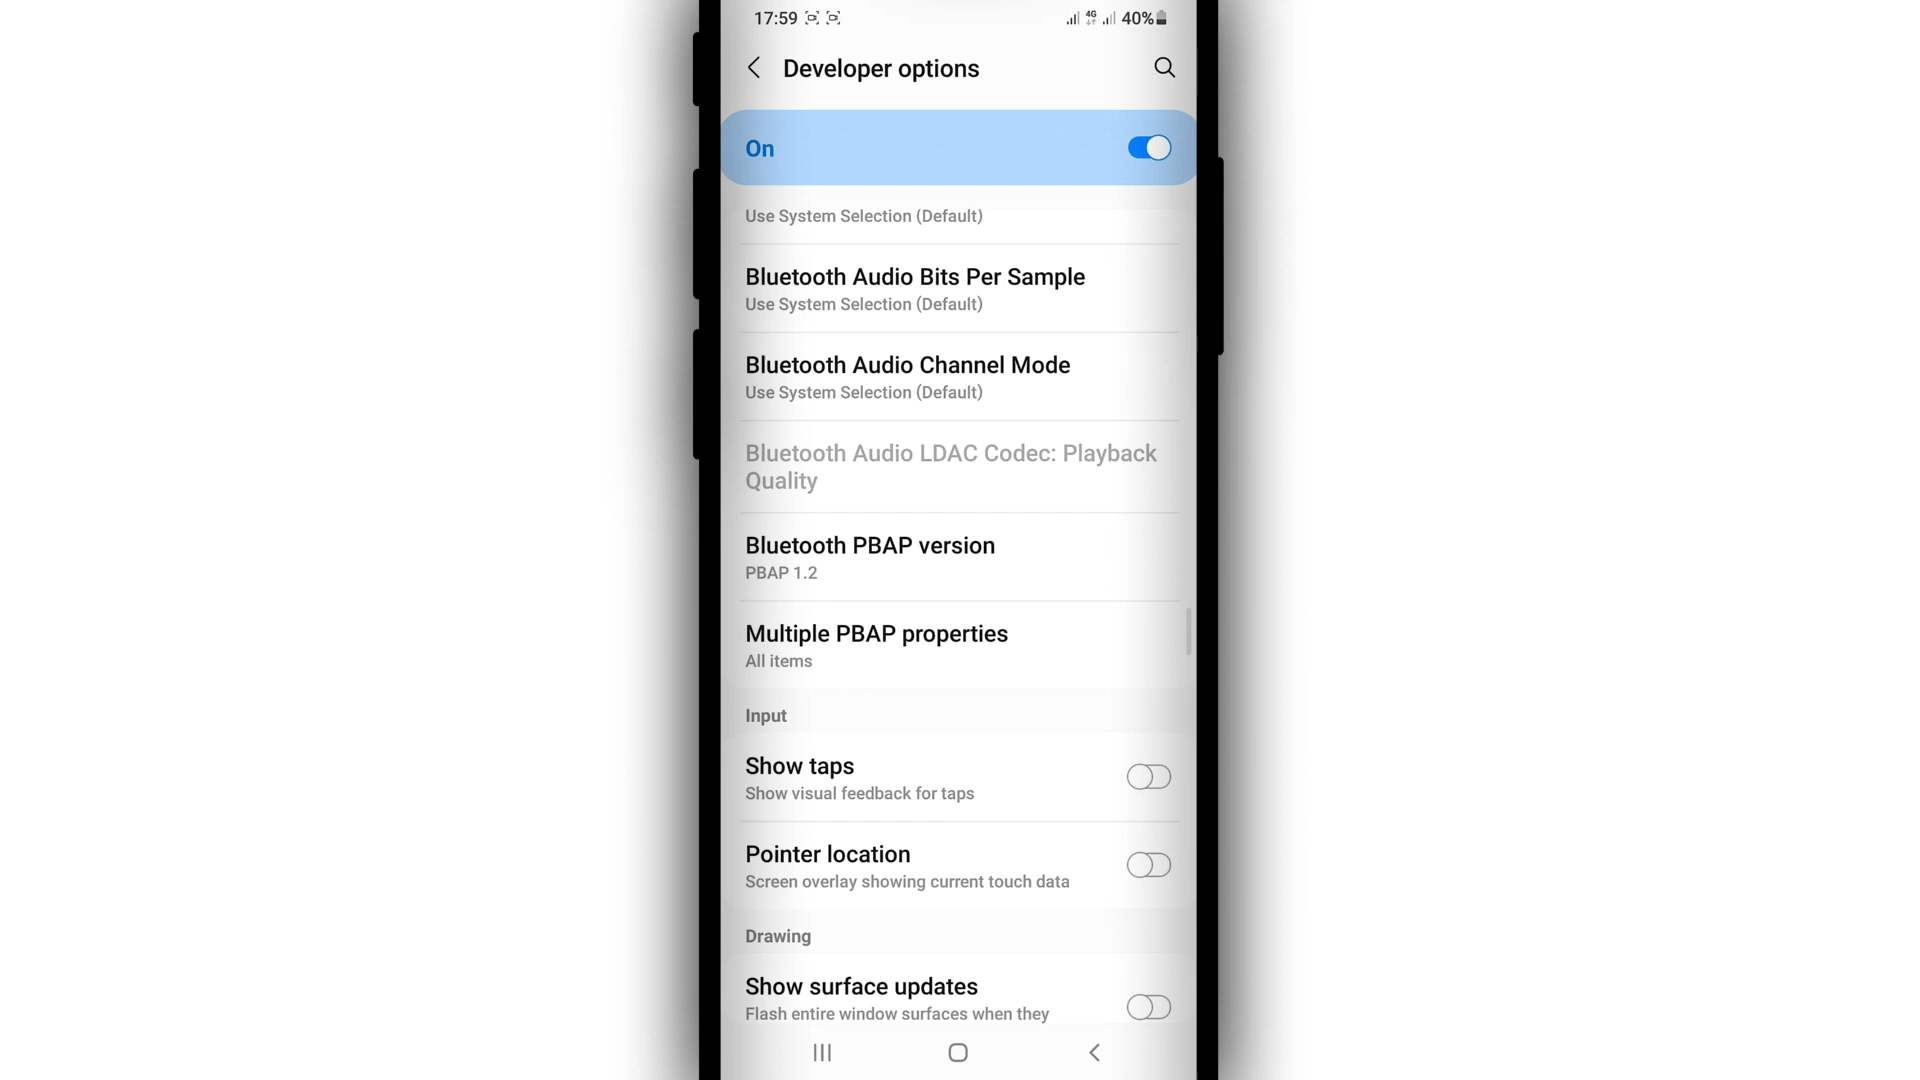 17:59 4G 40%
Developer options
On
Use System Selection (Default)
Bluetooth Audio Bits Per Sample
Use System Selection (Default)
Bluetooth Audio Channel Mode
Use System Selection (Default)
Bluetooth Audio LDAC Codec: Playback
Quality
Bluetooth PBAP version
PBAP 1.2
Multiple PBAP properties
All items
Input
Show taps
Show visual feedback for taps
Pointer location
Screen overlay showing current touch data
Drawing
Show surface updates
Flash entire window surfaces when they